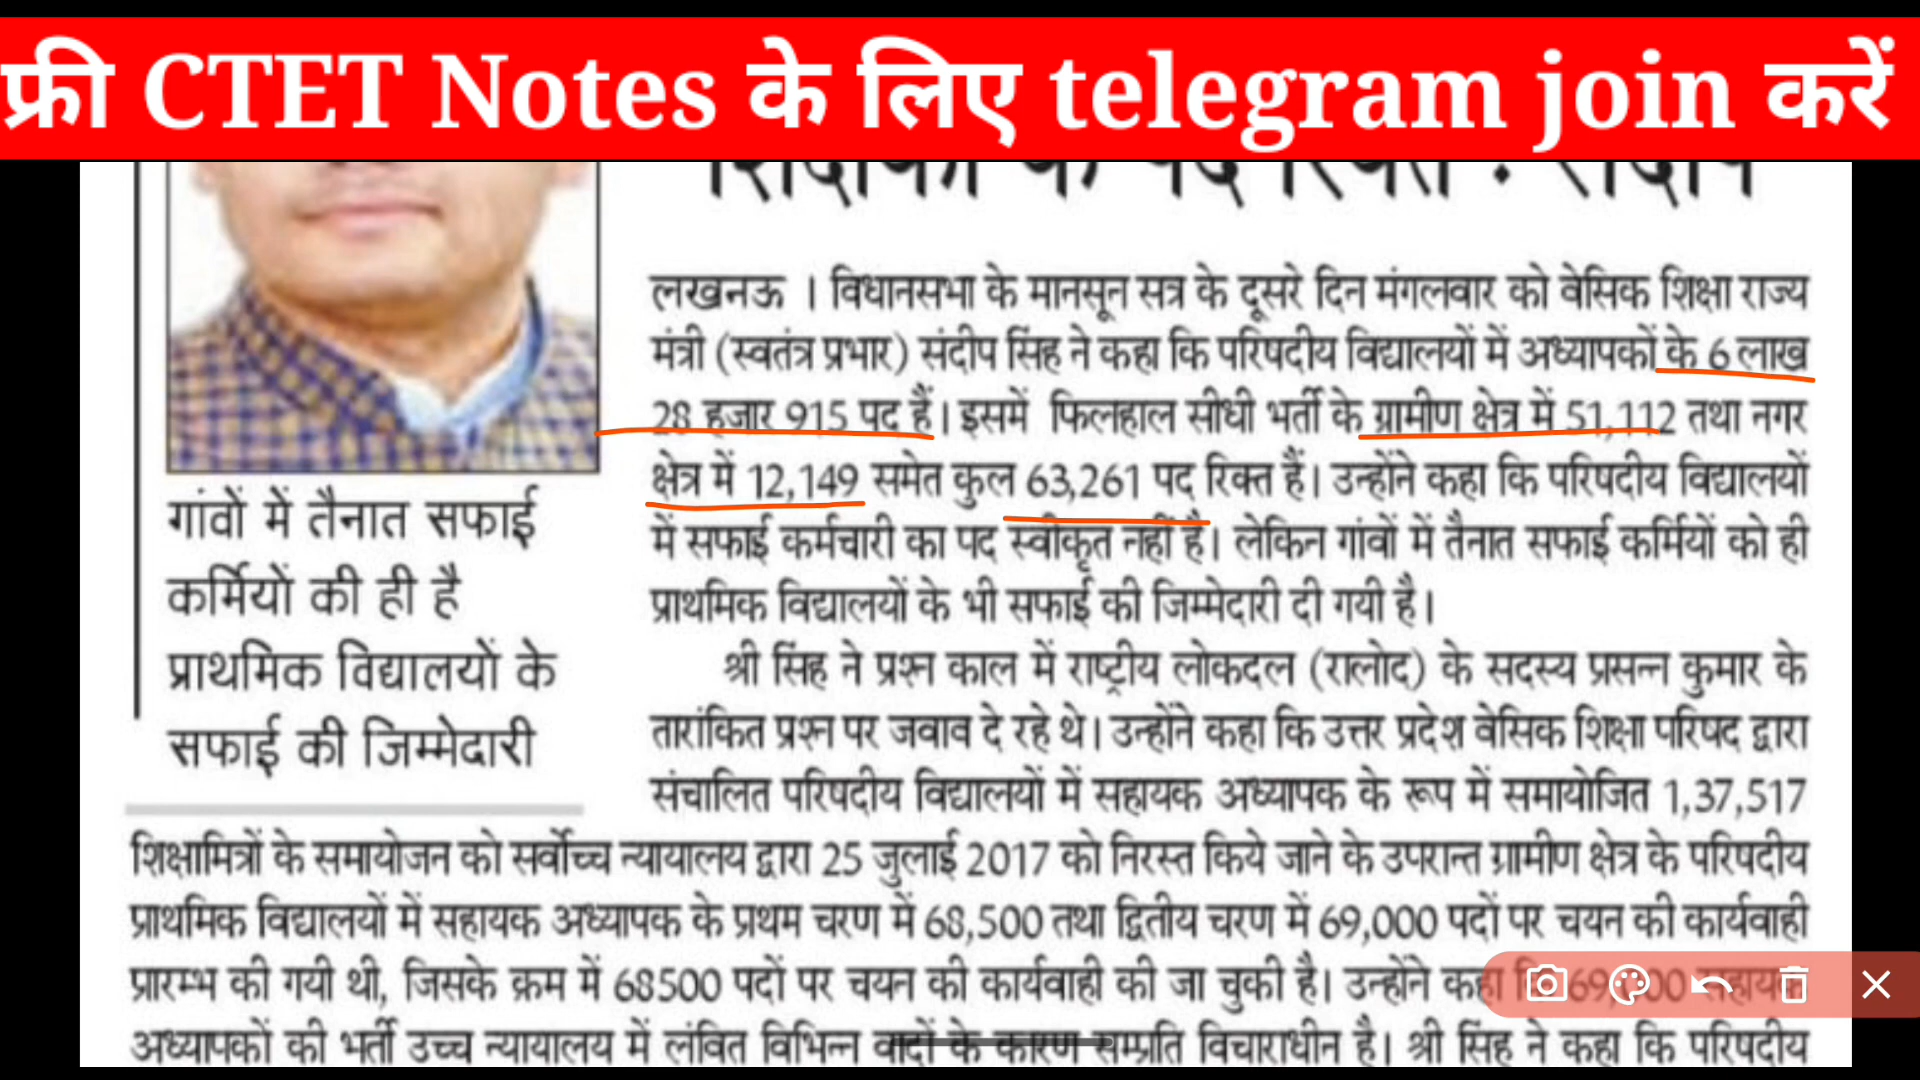 फ्री CTET Notes के लिए telegram join करें
लखनऊ । विधानसभा के मानसून सत्र के दूसरे दिन मंगलवार को वेसिक शिक्षा राज्य
मंत्री (स्वतंत्र प्रभार) संदीप सिंह ने कहा कि परिषदीय विद्यालयों में अध्यापकों के 6 लाख
28 हजार 915 पद हैं। इसमें फिलहाल सीधी भर्ती के ग्रामीण क्षेत्र में 51,112 तथा नगर
क्षेत्र में 12,149 समेत कुल 63,261 पद रिक्त हैं। उन्होंने कहा कि परिषदीय विद्यालयों
में सफाई कर्मचारी का पद स्वीकृत नहीं है। लेकिन गांवों में तैनात सफाई कर्मियों को ही
प्राथमिक विद्यालयों के भी सफाई की जिम्मेदारी दी गयी है।
गांवों में तैनात सफाई
कर्मियों की ही है
प्राथमिक विद्यालयों के
सफाई की जिम्मेदारी
श्री सिंह ने प्रश्न काल में राष्ट्रीय लोकदल (रालोद) के सदस्य प्रसन्न कुमार के
तारांकित प्रश्न पर जवाव दे रहे थे। उन्होंने कहा कि उत्तर प्रदेश वेसिक शिक्षा परिषद द्वारा
संचालित परिषदीय विद्यालयों में सहायक अध्यापक के रूप में समायोजित 1,37,517
शिक्षामित्रों के समायोजन को सर्वोच्च न्यायालय द्वारा 25 जुलाई 2017 को निरस्त किये जाने के उपरान्त ग्रामीण क्षेत्र के परिषदीय
प्राथमिक विद्यालयों में सहायक अध्यापक के प्रथम चरण में 68,500 तथा द्वितीय चरण में 69,000 पदों पर चयन की कार्यवाही
प्रारम्भ की गयी थी, जिसके क्रम में 68500 पदों पर चयन की कार्यवाही की जा चुकी है। उन्होंने कहा सहायक
अध्यापकों की भर्ती उच्च न्यायालय में लंवित विभिन्न वादों के कारण सम्प्रति विचाराधीन है। श्री सिंह ने कहा कि परिषदीय